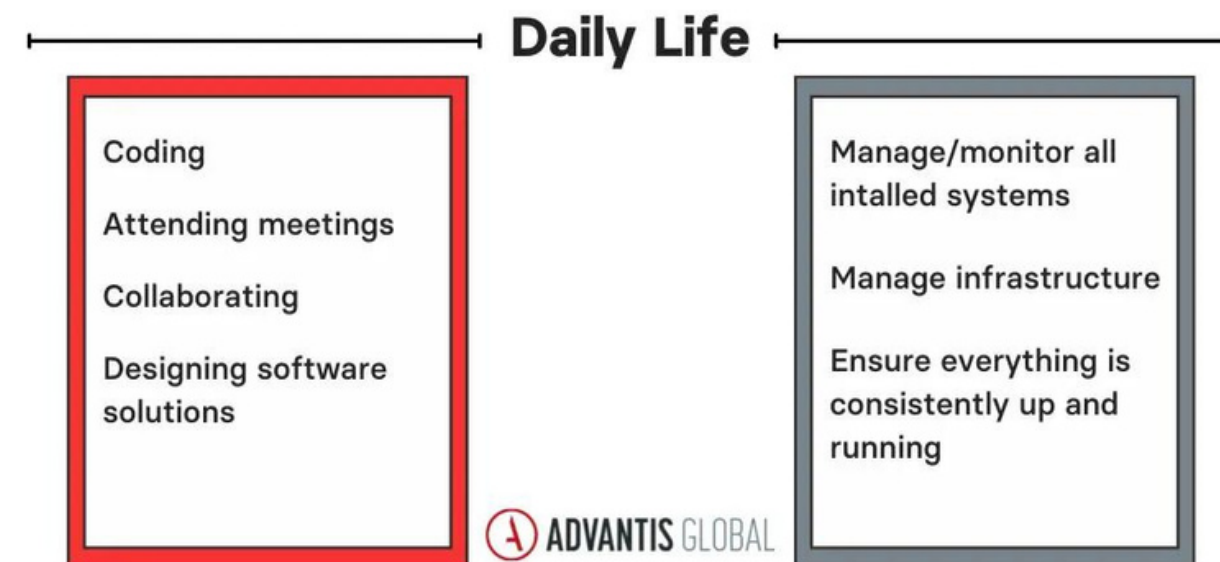 Daily Life
Coding
Attending meetings
Collaborating
Designing software
solutions
Manage/monitor all
intalled systems
Manage infrastructure
Ensure everything is
consistently up and
running
ADVANTIS GLOBAL